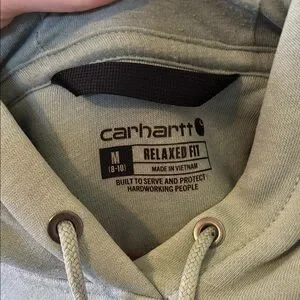 carhartt
M
(8-10)
RELAXED FIT
MADE IN VIETNAM
BUILT TO SERVE AND PROTECT
HARDWORKING PEOPLE